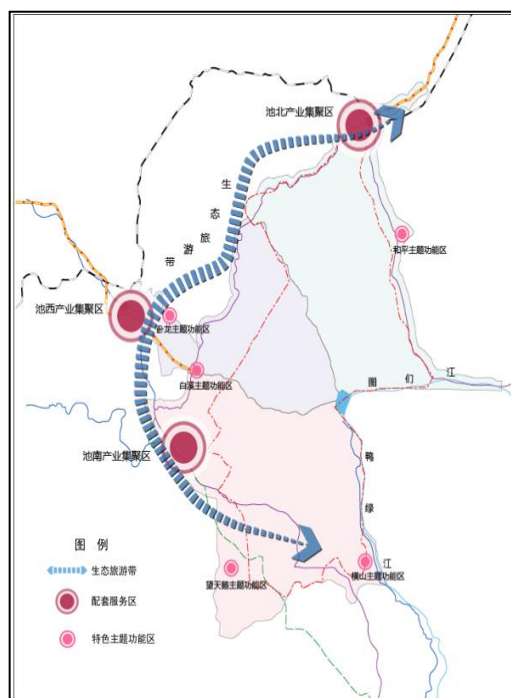 池北产业集聚区
生态旅游带
和平主题功能区
池西产业集聚区
卧龙主题功能区
白溪主题功能区
图们江
池南产业集聚区
鸭绿江
望天鹅主题功能区
横山主题功能区
图 例
生态旅游带
配套服务区
特色主题功能区